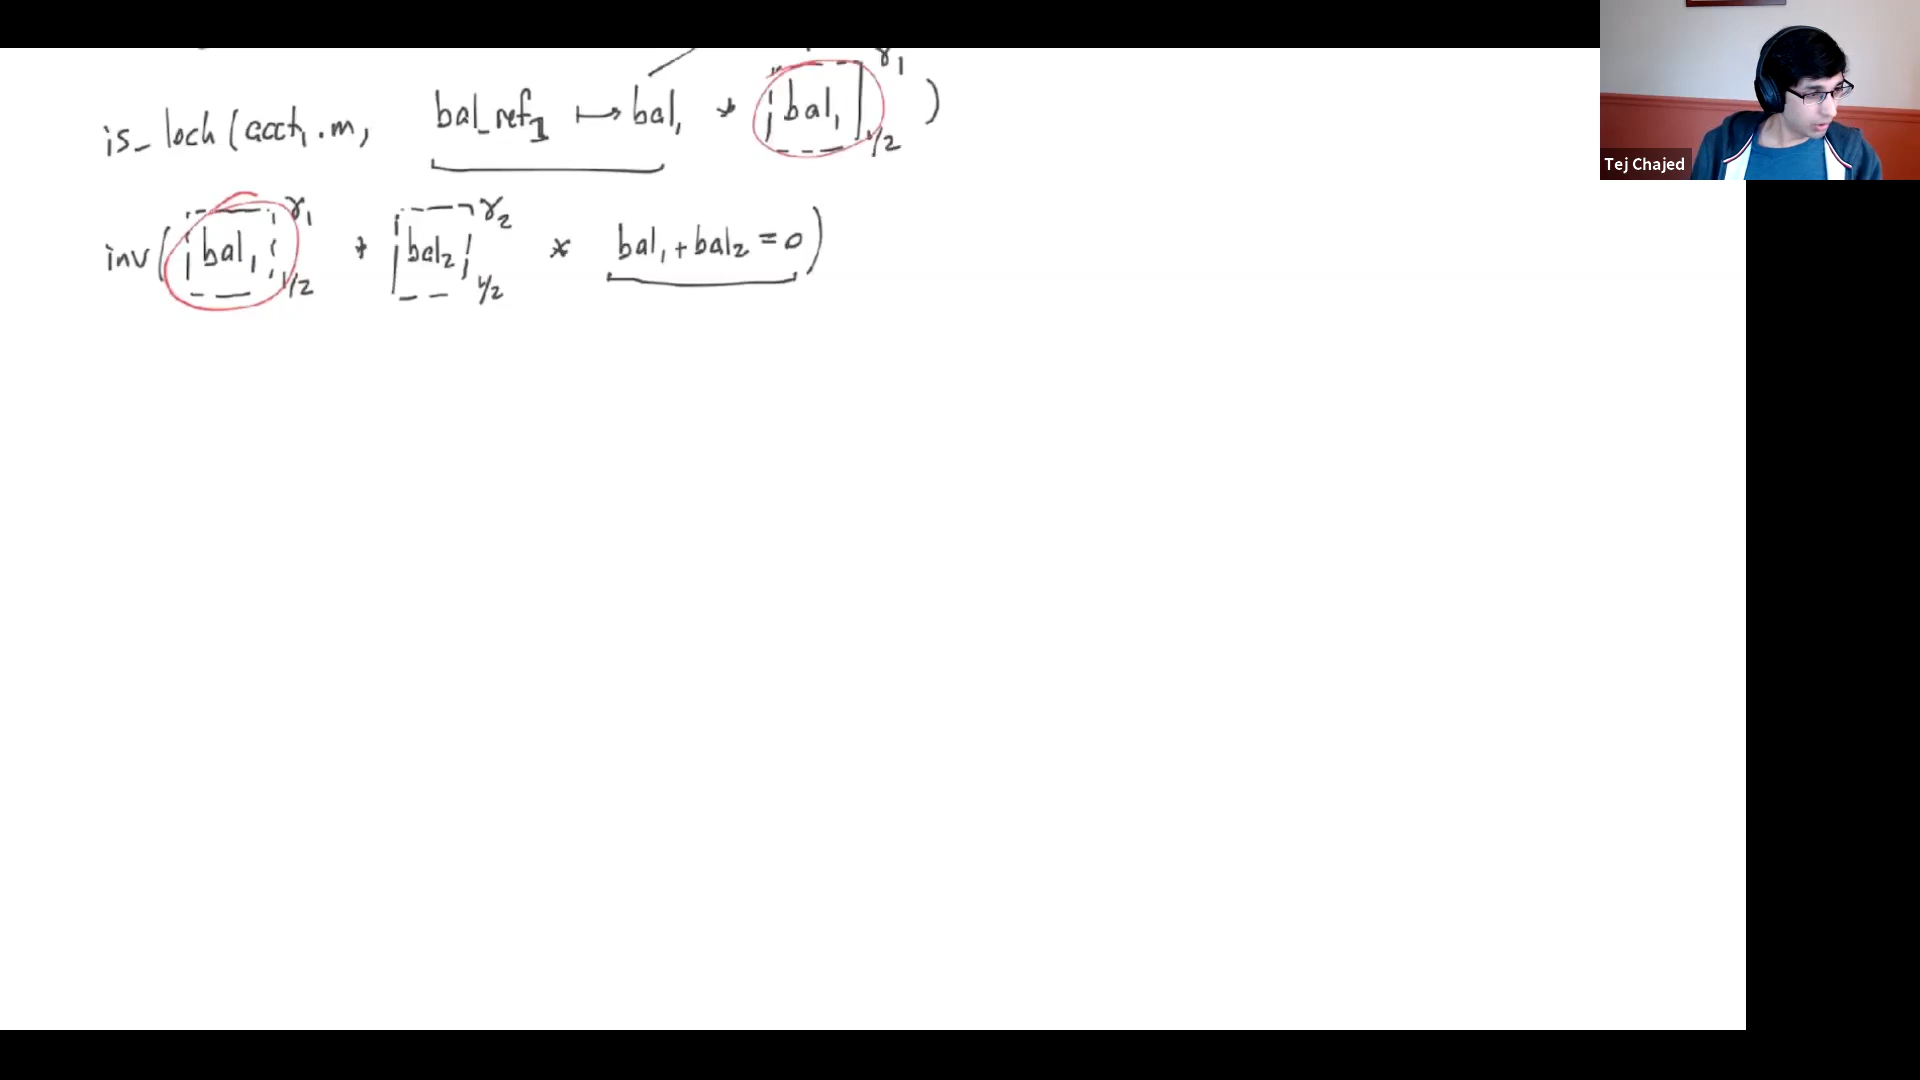 γ₁
is_lock (acct₁.m, bal_ref₁ ↦ bal₁ * bal₁ 1/2 )
Tej Chajed
γ₁ γ₂
inv ( bal₁ 1/2 * bal₂ 1/2 * bal₁ + bal₂ = 0 )